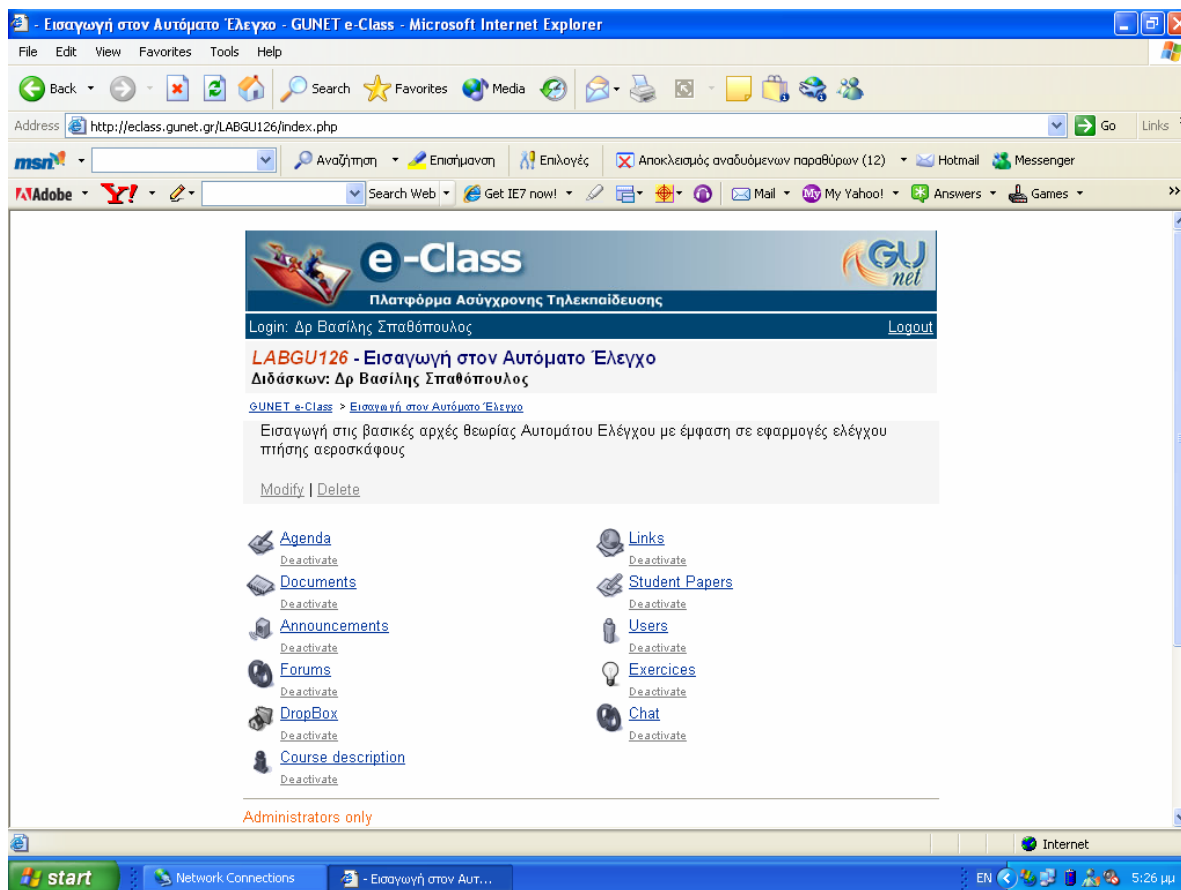 - Εισαγωγή στον Αυτόματο Έλεγχο - GUNET e-Class - Microsoft Internet Explorer
File Edit View Favorites Tools Help
Back Search Favorites Media
Address http://eclass.gunet.gr/LABGU126/index.php Go Links
msn Αναζήτηση Επισήμανση Επιλογές Αποκλεισμός αναδυόμενων παραθύρων (12) Hotmail Messenger
Adobe Y! Search Web Get IE7 now! Mail My Yahoo! Answers Games »
e-Class GUnet
Πλατφόρμα Ασύγχρονης Τηλεκπαίδευσης
Login: Δρ Βασίλης Σπαθόπουλος Logout
LABGU126 - Εισαγωγή στον Αυτόματο Έλεγχο
Διδάσκων: Δρ Βασίλης Σπαθόπουλος
GUNET e-Class > Εισαγωγή στον Αυτόματο Έλεγχο
Εισαγωγή στις βασικές αρχές θεωρίας Αυτομάτου Ελέγχου με έμφαση σε εφαρμογές ελέγχου
πτήσης αεροσκάφους
Modify | Delete
Agenda Links
Deactivate Deactivate
Documents Student Papers
Deactivate Deactivate
Announcements Users
Deactivate Deactivate
Forums Exercices
Deactivate Deactivate
DropBox Chat
Deactivate Deactivate
Course description
Deactivate
Administrators only
Internet
start Network Connections - Εισαγωγή στον Αυτ... EN 5:26 μμ